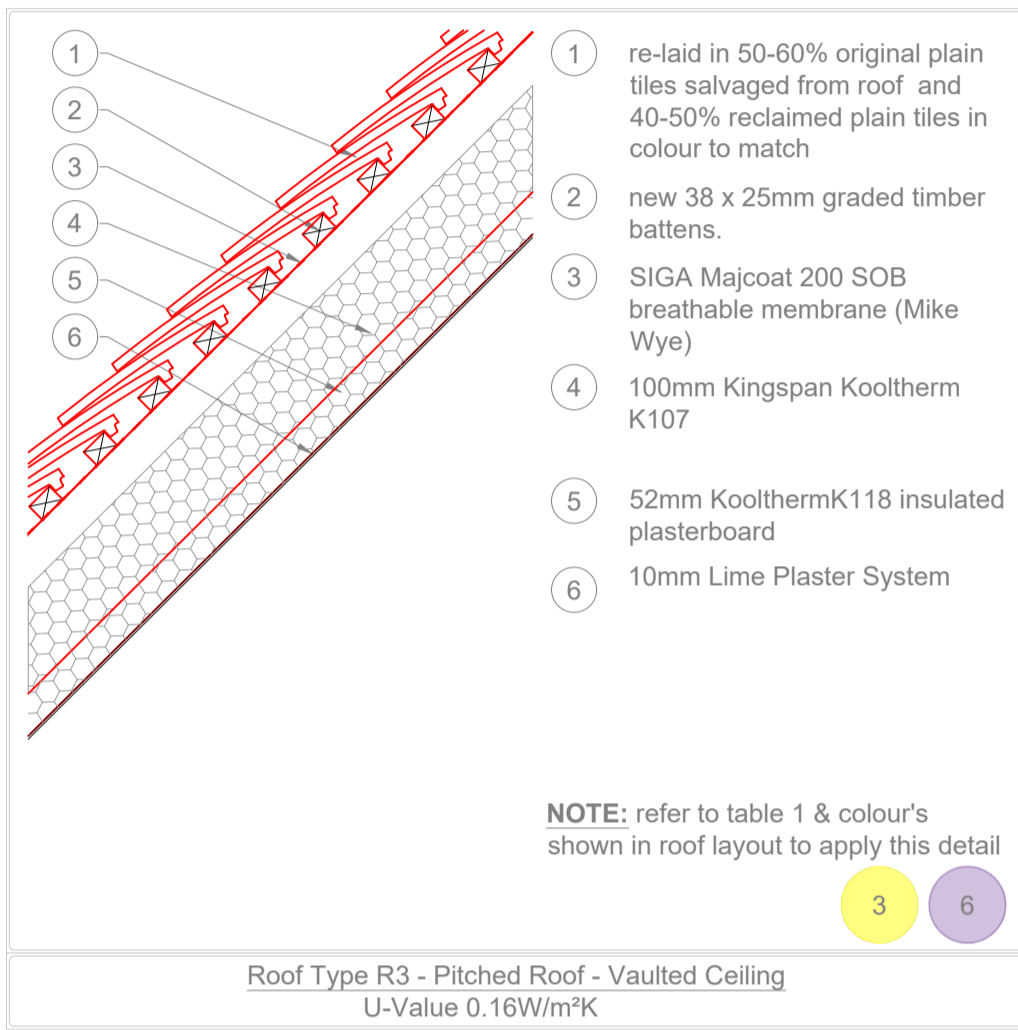 1
2
3
4
5
6
1 re-laid in 50-60% original plain
tiles salvaged from roof and
40-50% reclaimed plain tiles in
colour to match
2 new 38 x 25mm graded timber
battens.
3 SIGA Majcoat 200 SOB
breathable membrane (Mike
Wye)
4 100mm Kingspan Kooltherm
K107
5 52mm KoolthermK118 insulated
plasterboard
6 10mm Lime Plaster System
NOTE: refer to table 1 & colour's
shown in roof layout to apply this detail
3 6
Roof Type R3 - Pitched Roof - Vaulted Ceiling
U-Value 0.16W/m²K